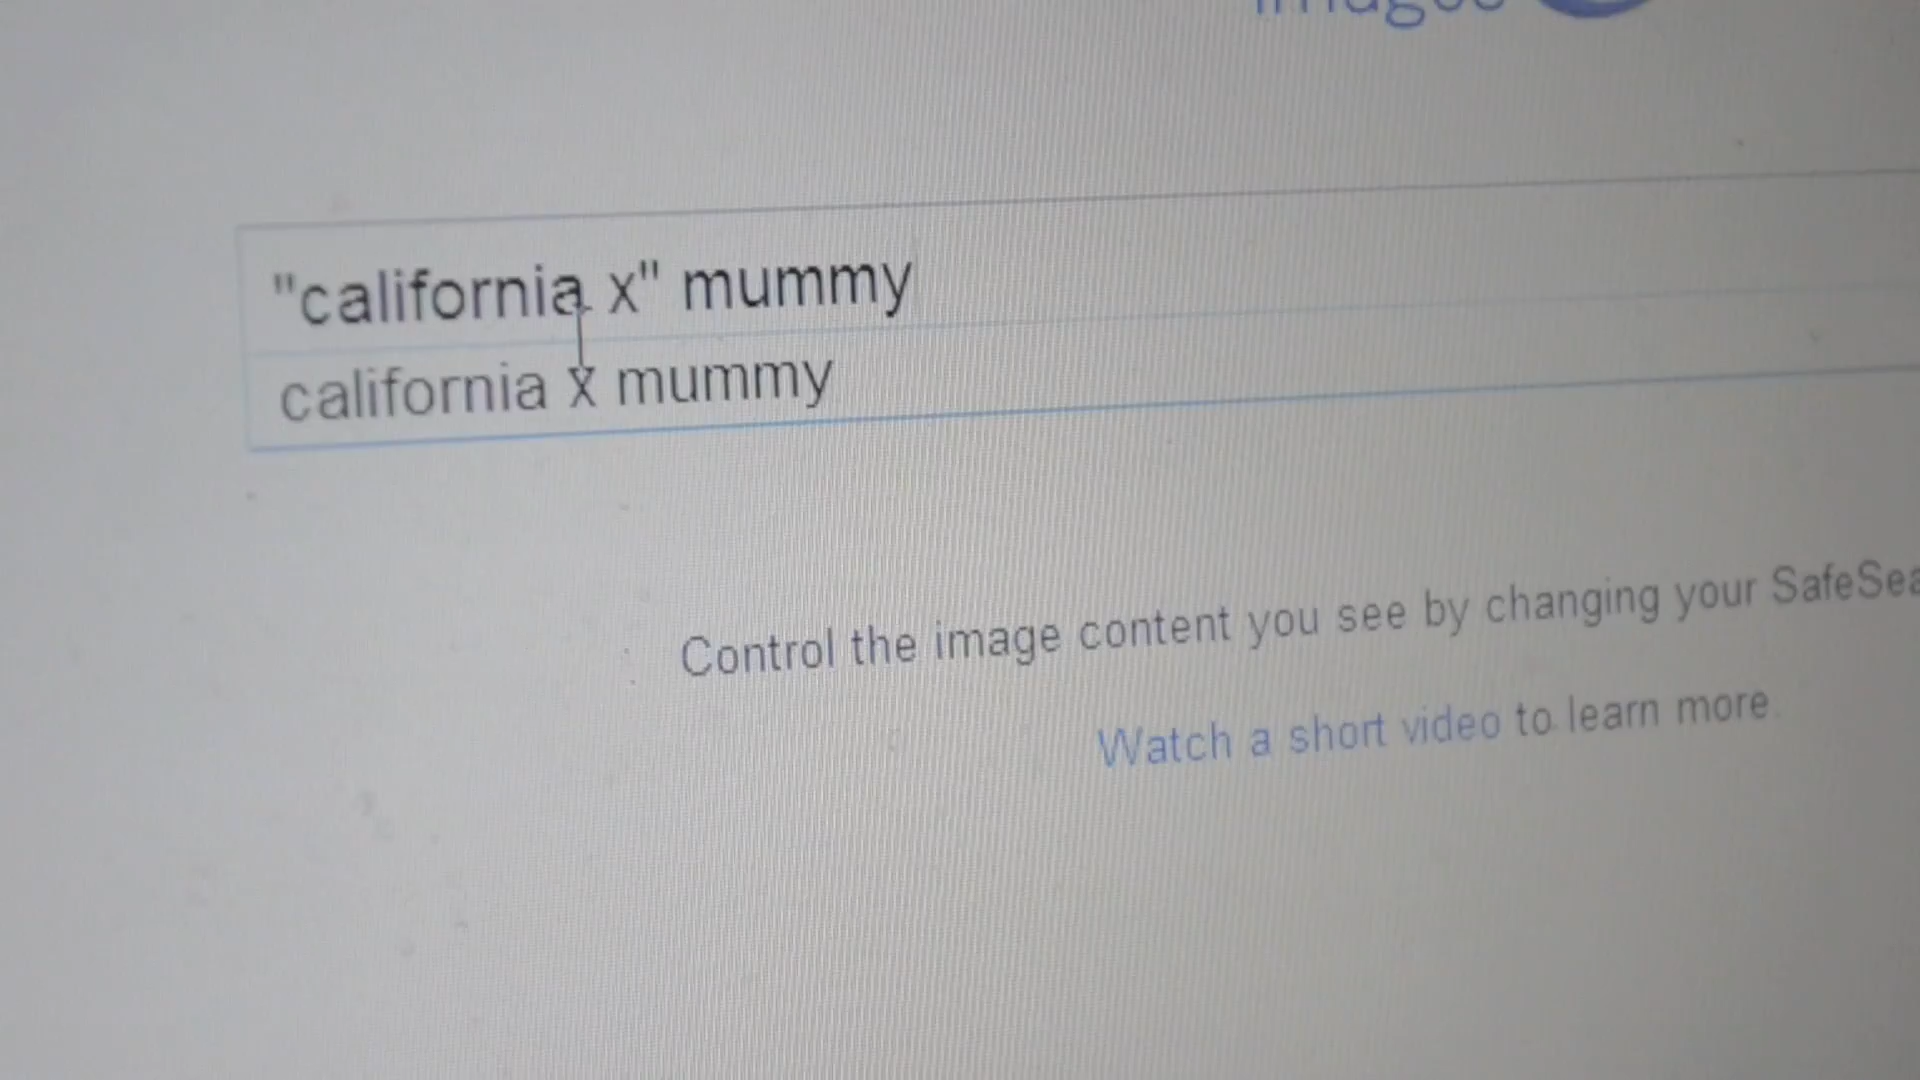 images
"california x" mummy
california x mummy
Control the image content you see by changing your SafeSea
Watch a short video to learn more